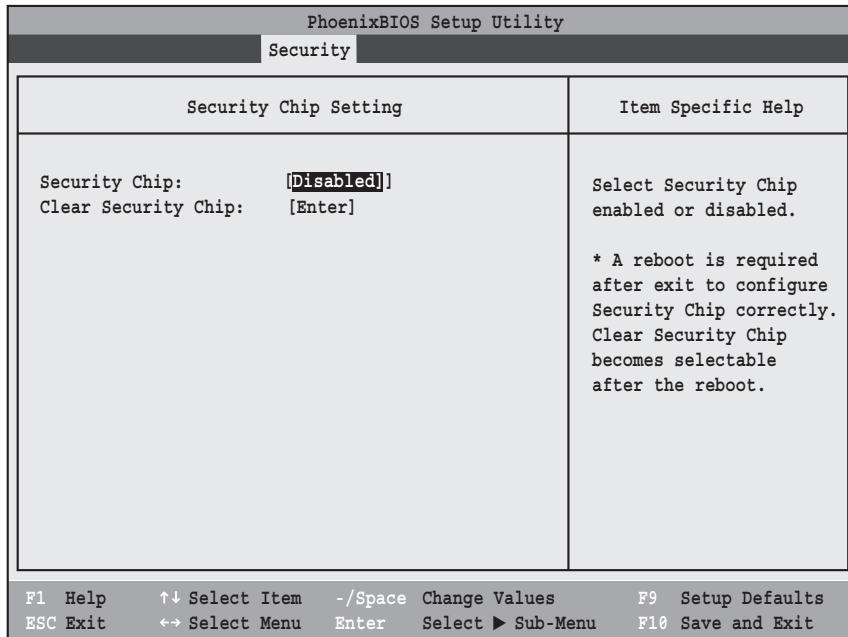 PhoenixBIOS Setup Utility
Security
Security Chip Setting
Item Specific Help
Security Chip: [Disabled]]
Clear Security Chip: [Enter]
Select Security Chip
enabled or disabled.
* A reboot is required
after exit to configure
Security Chip correctly.
Clear Security Chip
becomes selectable
after the reboot.
F1 Help ↑↓ Select Item -/Space Change Values F9 Setup Defaults
ESC Exit ←→ Select Menu Enter Select ▶ Sub-Menu F10 Save and Exit